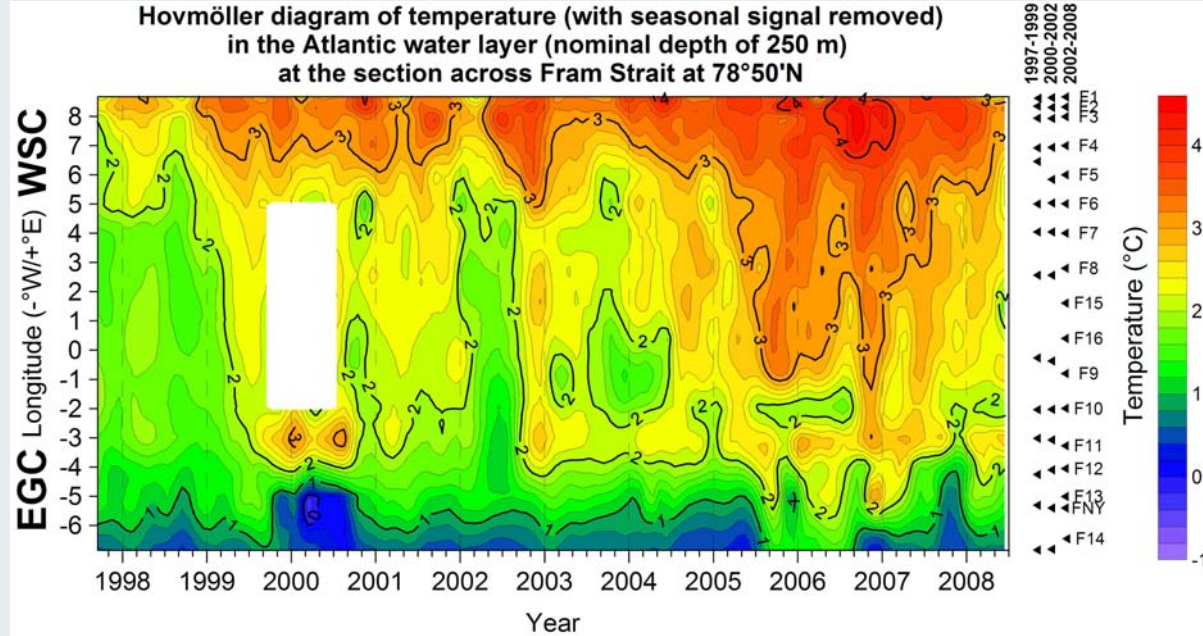 Hovmöller diagram of temperature (with seasonal signal removed)
in the Atlantic water layer (nominal depth of 250 m)
at the section across Fram Strait at 78°50'N
1997-1999
2000-2002
2002-2008
EGC Longitude (-°W/+°E) WSC
8
7
6
5
4
3
2
1
0
-1
-2
-3
-4
-5
-6
1998 1999 2000 2001 2002 2003 2004 2005 2006 2007 2008
Year
E1
E2
F3
F4
F5
F6
F7
F8
F15
F16
F9
F10
F11
F12
F13
FNY
F14
Temperature (°C)
4
3
2
1
0
-1